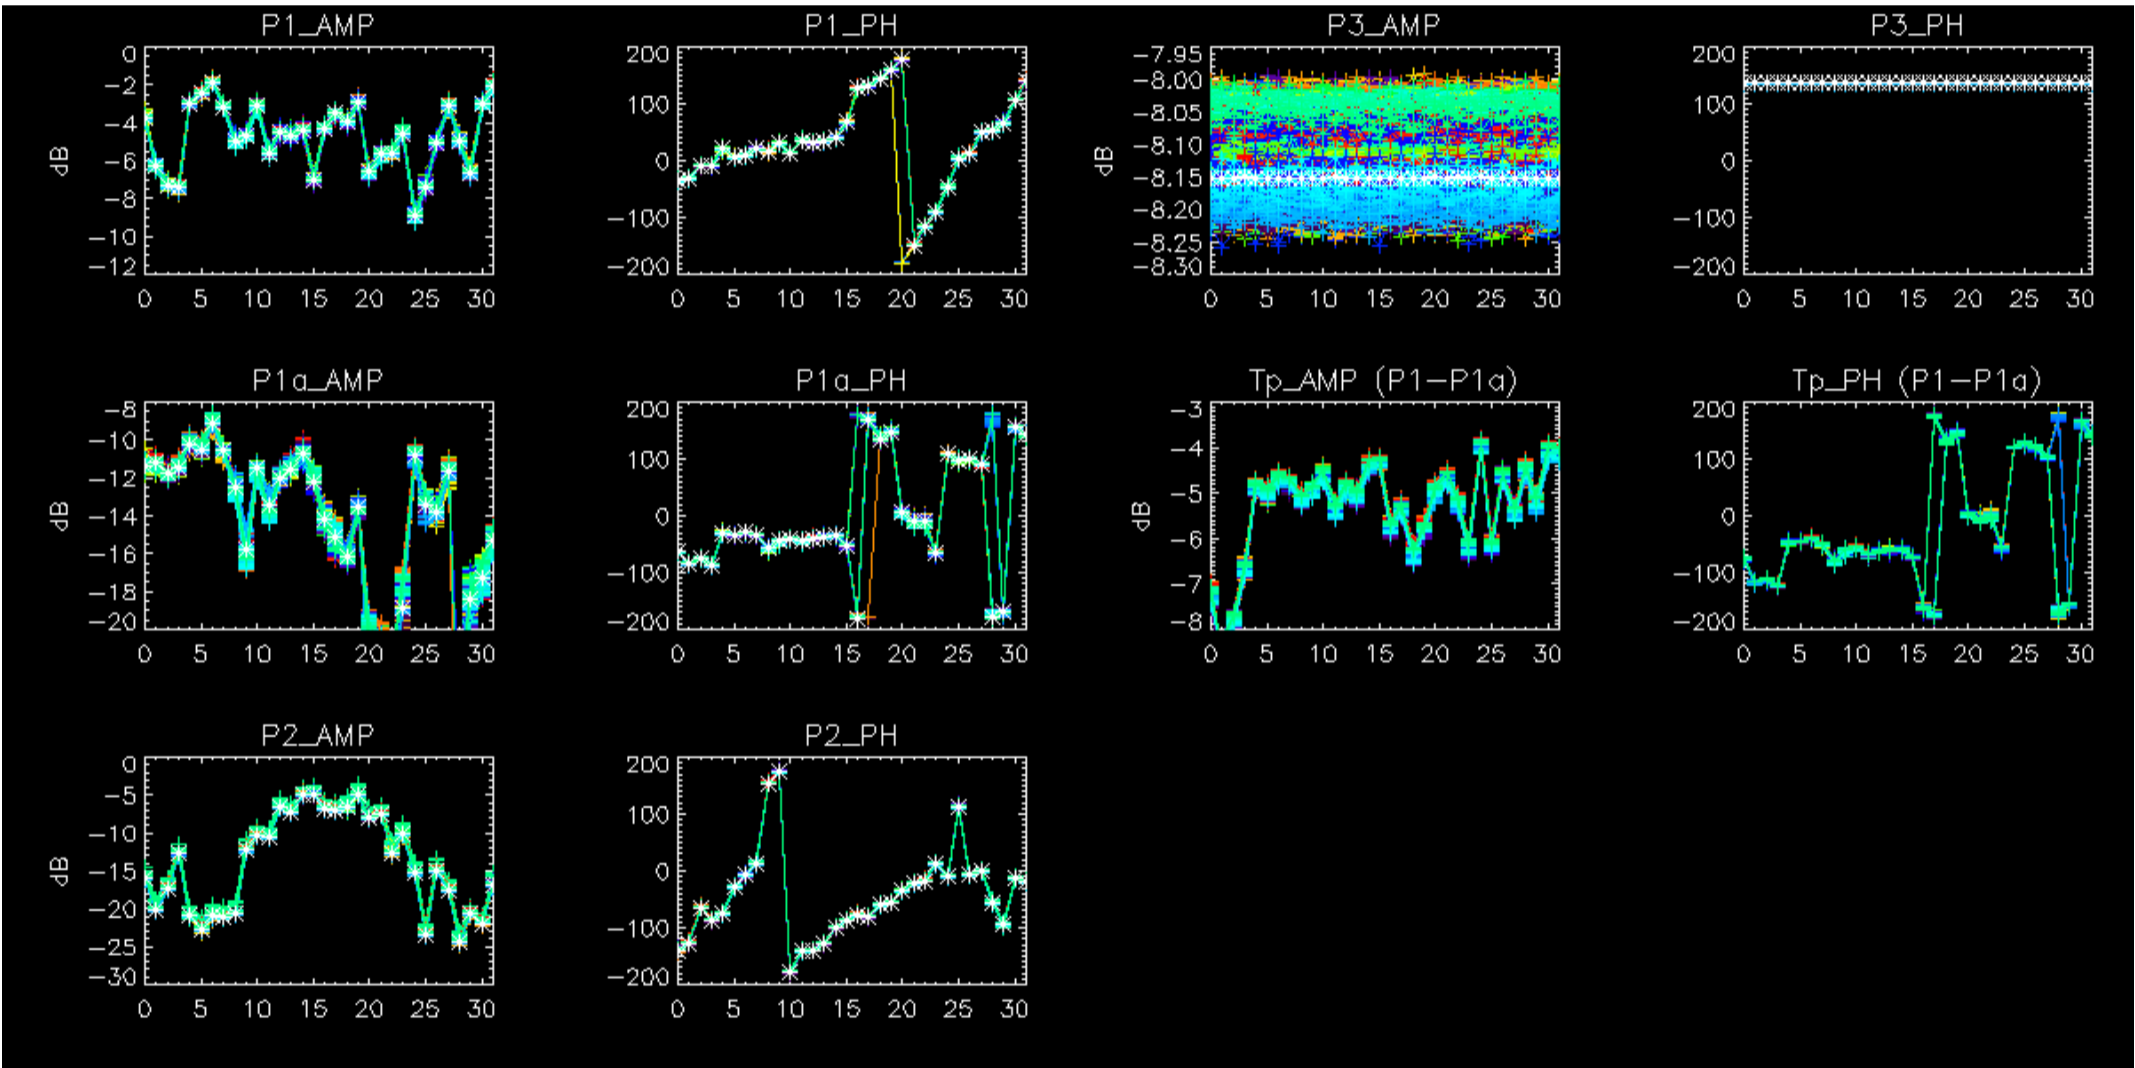 P1_AMP P1_PH P3_AMP P3_PH
0 200 -7.95 200
-2 100 -8.00 100
-4 0 -8.05 0
-6 -100 -8.10 -100
-8 -200 -8.15 -200
-10 -8.20
-12 -8.25
-8.30
dB dB
0 5 10 15 20 25 30 0 5 10 15 20 25 30 0 5 10 15 20 25 30 0 5 10 15 20 25 30
P1a_AMP P1a_PH Tp_AMP (P1-P1a) Tp_PH (P1-P1a)
-8 200 -3 200
-10 100 -4 100
-12 0 -5 0
-14 -100 -6 -100
-16 -200 -7 -200
-18 -8
-20
dB dB
0 5 10 15 20 25 30 0 5 10 15 20 25 30 0 5 10 15 20 25 30 0 5 10 15 20 25 30
P2_AMP P2_PH
0 200
-5 100
-10 0
-15 -100
-20 -200
-25
-30
dB
0 5 10 15 20 25 30 0 5 10 15 20 25 30